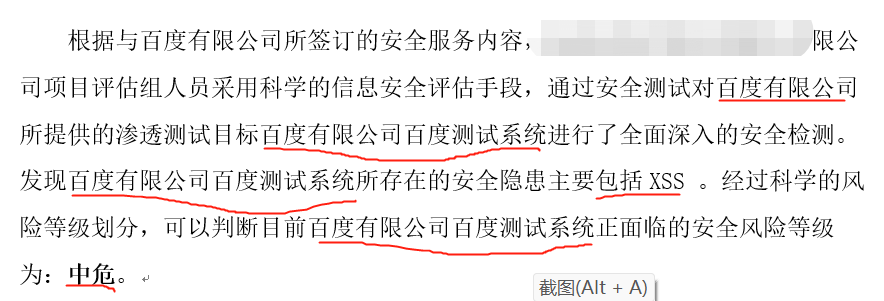 根据与百度有限公司所签订的安全服务内容，限公
司项目评估组人员采用科学的信息安全评估手段，通过安全测试对百度有限公司
所提供的渗透测试目标百度有限公司百度测试系统进行了全面深入的安全检测。
发现百度有限公司百度测试系统所存在的安全隐患主要包括 XSS 。经过科学的风
险等级划分，可以判断目前百度有限公司百度测试系统正面临的安全风险等级
为：中危。
截图(Alt + A)